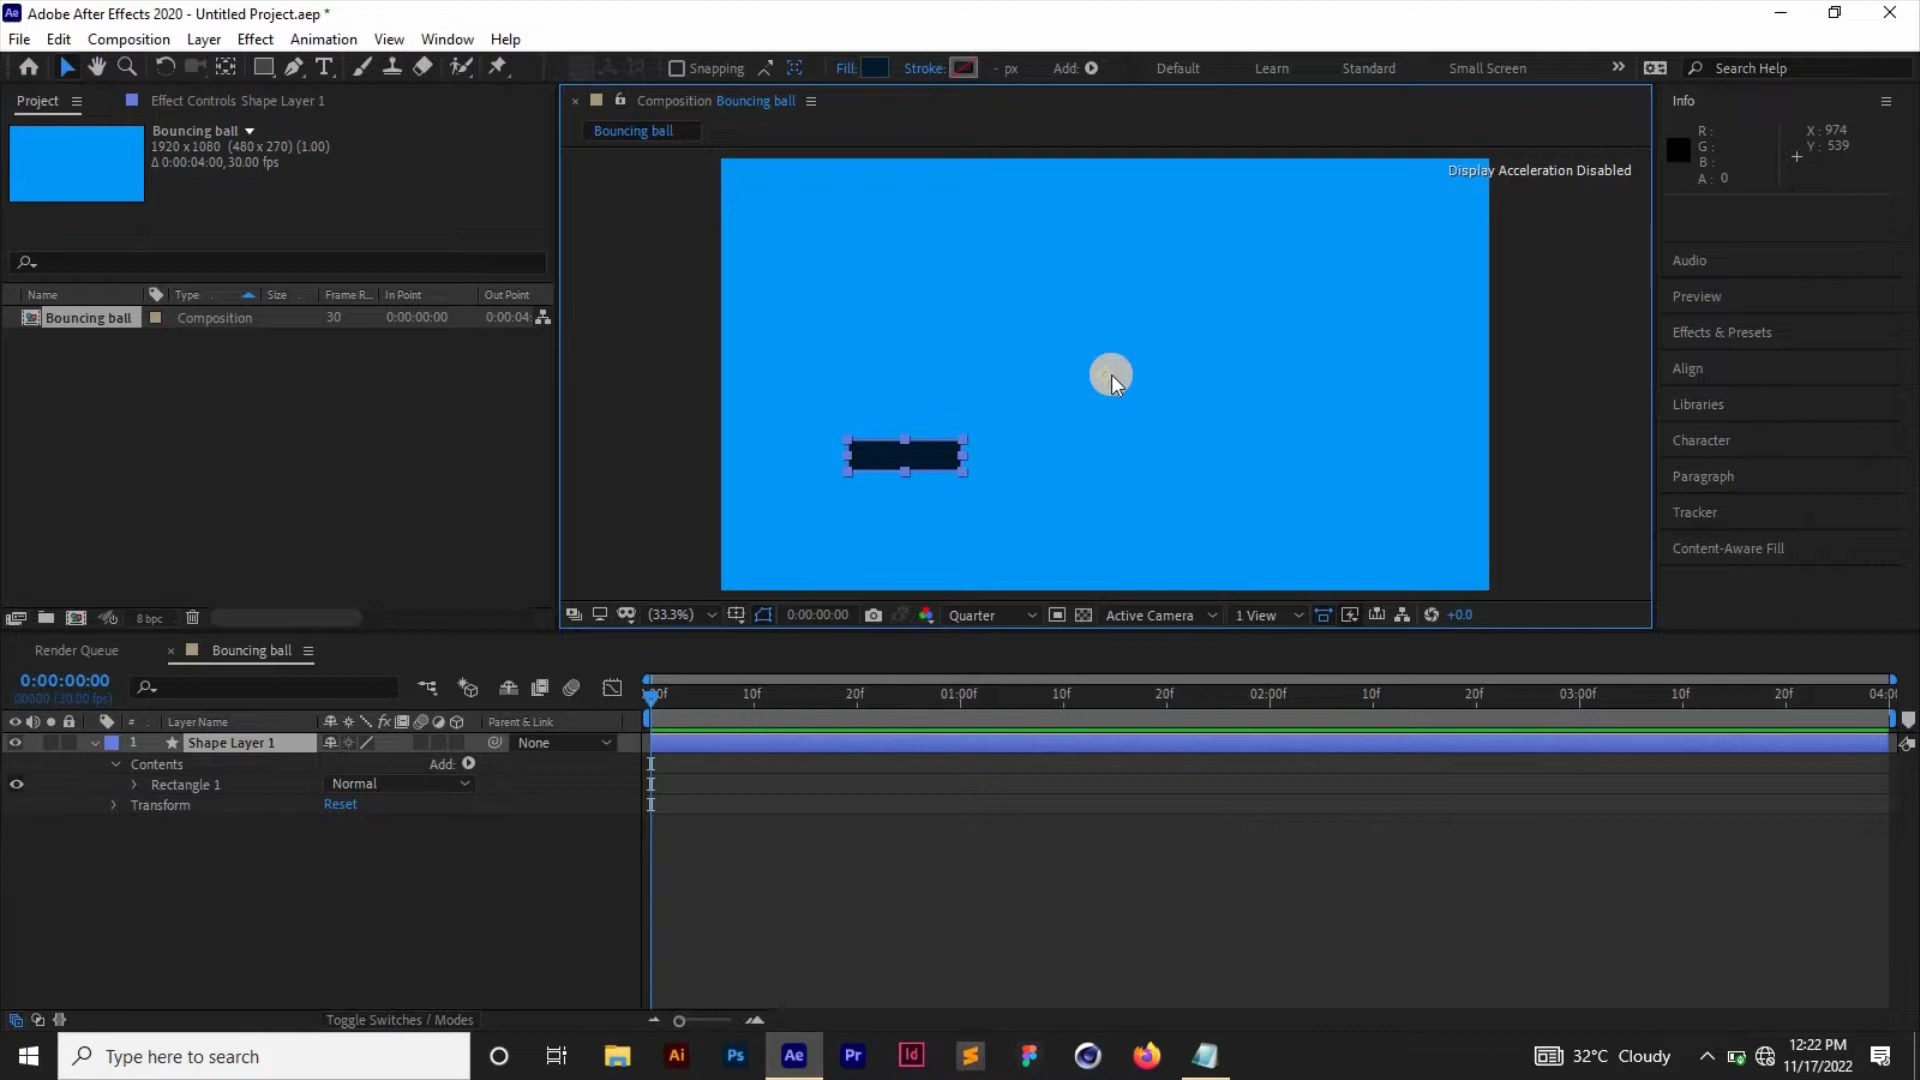 Adobe After Effects 2020 - Untitled Project.aep *
File Edit Composition Layer Effect Animation View Window Help
Snapping Fill: Stroke: - px Add: Default Learn Standard Small Screen Search Help
Project Effect Controls Shape Layer 1
Bouncing ball
1920 x 1080 (480 x 270) (1.00)
Δ 0:00:04:00, 30.00 fps
Name Type Size Frame R... In Point Out Point
Bouncing ball Composition 30 0:00:00:00 0:00:04:
8 bpc
Composition Bouncing ball
Bouncing ball
Display Acceleration Disabled
(33.3%) 0:00:00:00 Quarter Active Camera 1 View +0.0
Info
R: X: 974
G: Y: 539
B:
A: 0
Audio
Preview
Effects & Presets
Align
Libraries
Character
Paragraph
Tracker
Content-Aware Fill
Render Queue Bouncing ball
0:00:00:00
00000 (30.00 fps)
10f 20f 01:00f 10f 20f 02:00f 10f 20f 03:00f 10f 20f
# Layer Name fx Parent & Link
1 Shape Layer 1 None
Contents Add:
Rectangle 1 Normal
Transform Reset
Toggle Switches / Modes
Type here to search Ai Ps Ae Pr Id 32°C Cloudy
12:22 PM
11/17/2022